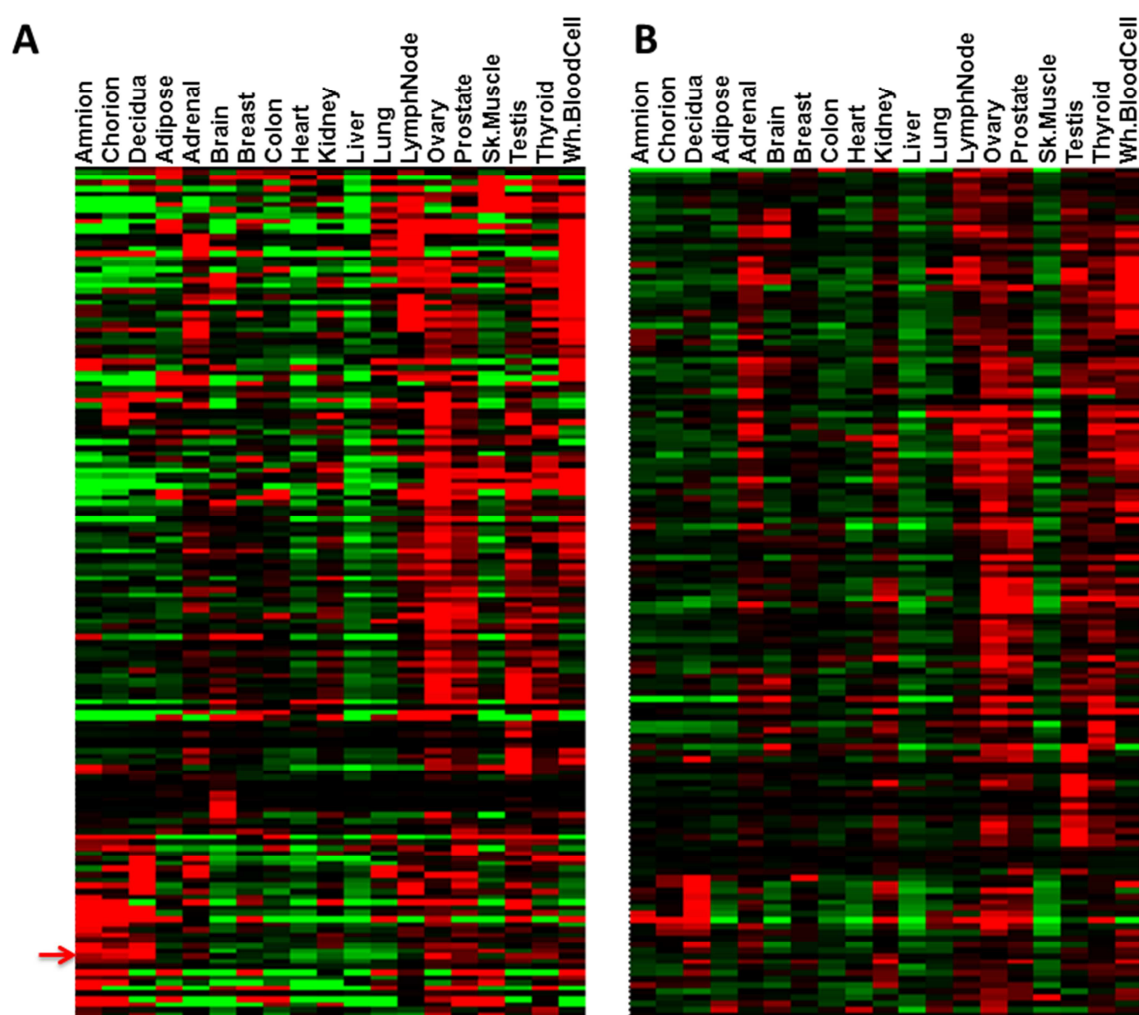 A
Amnion
Chorion
Decidua
Adipose
Adrenal
Brain
Breast
Colon
Heart
Kidney
Liver
Lung
LymphNode
Ovary
Prostate
Sk.Muscle
Testis
Thyroid
Wh.BloodCell
B
Amnion
Chorion
Decidua
Adipose
Adrenal
Brain
Breast
Colon
Heart
Kidney
Liver
Lung
LymphNode
Ovary
Prostate
Sk.Muscle
Testis
Thyroid
Wh.BloodCell